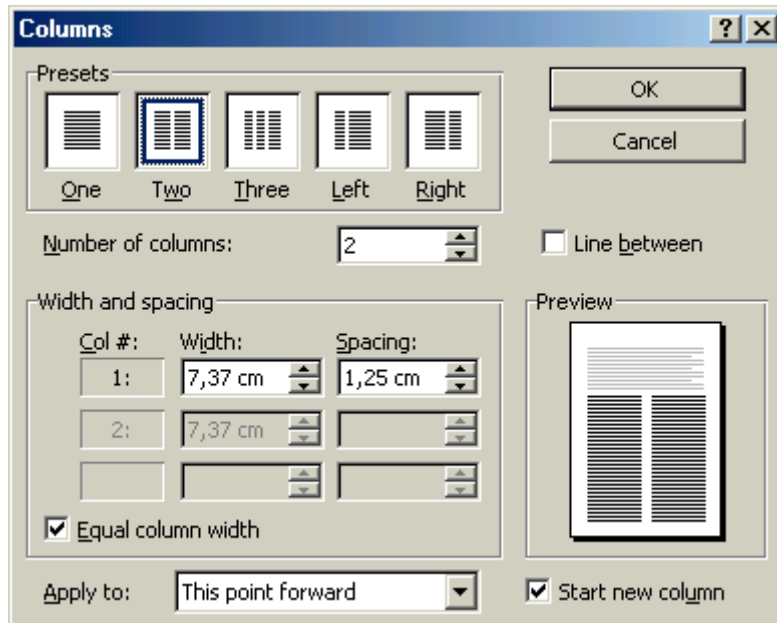 Columns
Presets
One Two Three Left Right
OK
Cancel
Number of columns: 2
Line between
Width and spacing
Col #: Width: Spacing:
1: 7,37 cm 1,25 cm
2: 7,37 cm
Equal column width
Preview
Apply to: This point forward
Start new column